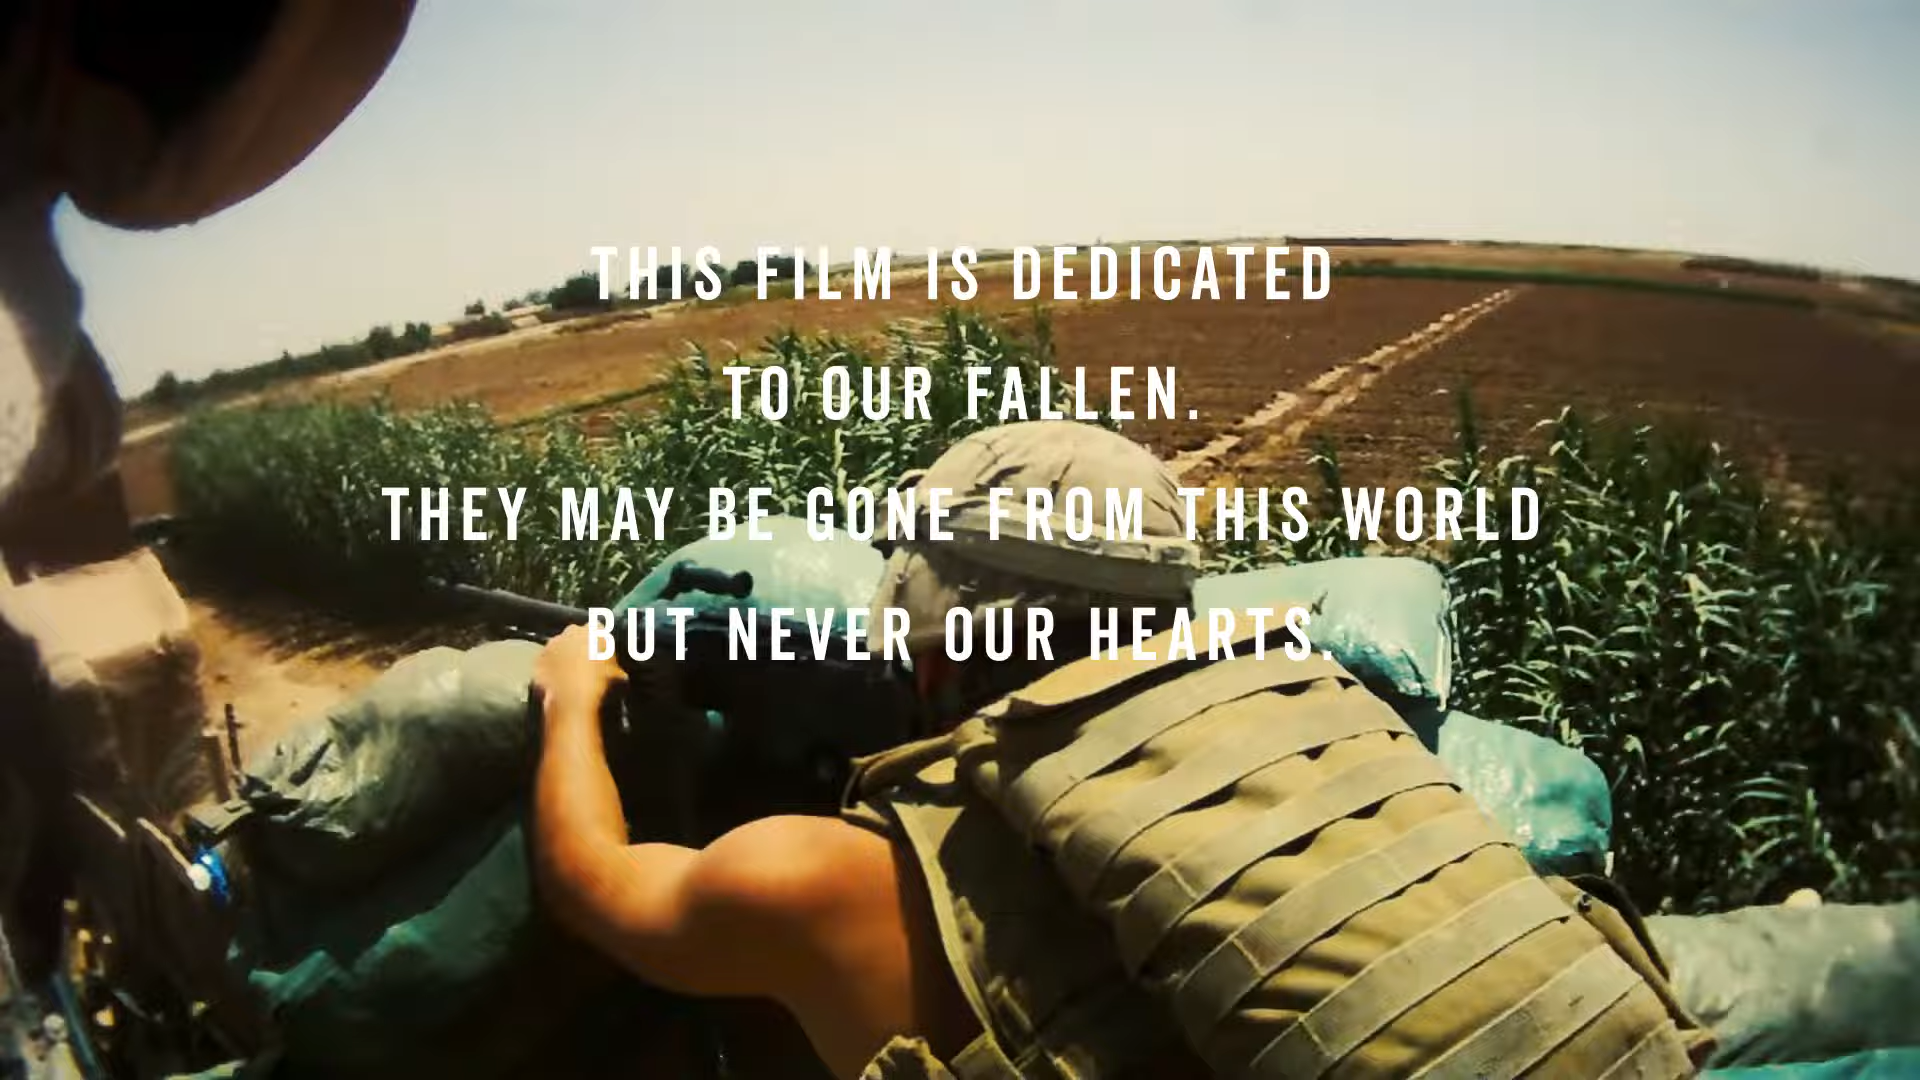 THIS FILM IS DEDICATED
TO OUR FALLEN.
THEY MAY BE GONE FROM THIS WORLD
BUT NEVER OUR HEARTS.